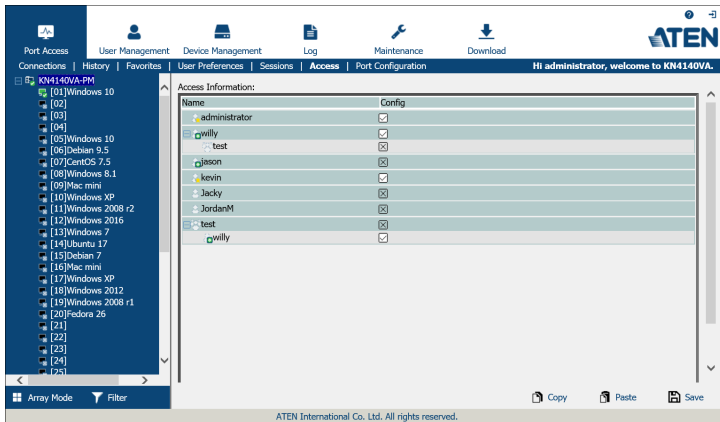 ATEN
Port Access
User Management
Device Management
Log
Maintenance
Download
Connections | History | Favorites | User Preferences | Sessions | Access | Port Configuration
Hi administrator, welcome to KN4140VA.
KN4140VA-PM
[01]Windows 10
[02]
[03]
[04]
[05]Windows 10
[06]Debian 9.5
[07]CentOS 7.5
[08]Windows 8.1
[09]Mac mini
[10]Windows XP
[11]Windows 2008 r2
[12]Windows 2016
[13]Windows 7
[14]Ubuntu 17
[15]Debian 7
[16]Mac mini
[17]Windows XP
[18]Windows 2012
[19]Windows 2008 r1
[20]Fedora 26
[21]
[22]
[23]
[24]
[25]
Array Mode
Filter
Access Information:
Name Config
administrator
willy
test
jason
kevin
Jacky
JordanM
test
willy
Copy
Paste
Save
ATEN International Co. Ltd. All rights reserved.